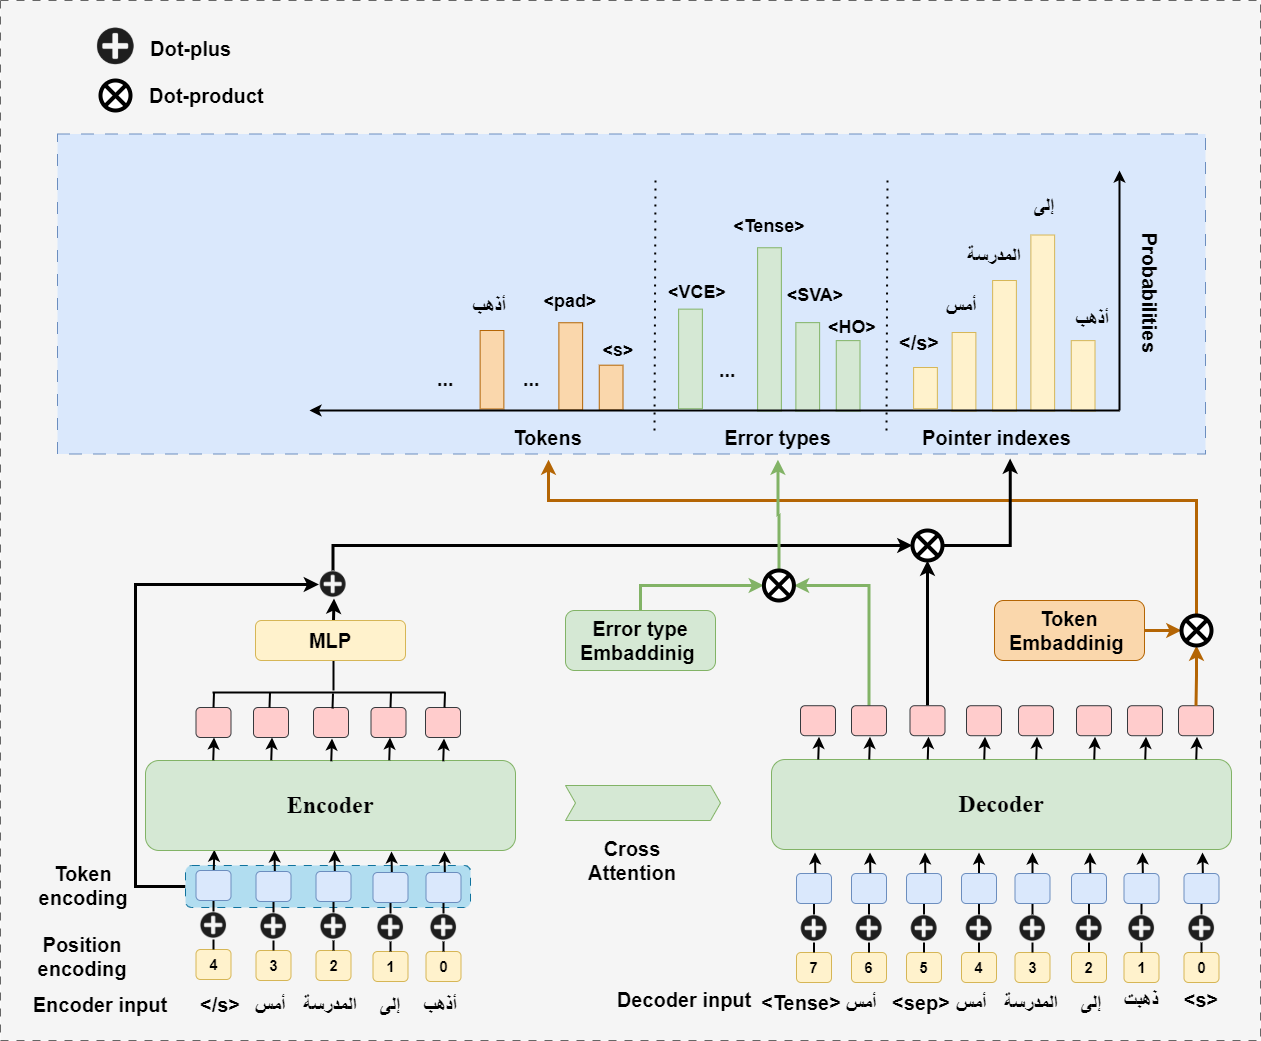 Dot-plus
Dot-product
Probabilities
إلى
المدرسة
أمس
أذهب
</s>
<Tense>
<VCE>
<SVA>
<HO>
...
أذهب
<pad>
<s>
...
...
Tokens
Error types
Pointer indexes
MLP
Error type
Embaddinig
Token
Embaddinig
Encoder
Decoder
Cross
Attention
Token
encoding
Position
encoding
4 3 2 1 0
7 6 5 4 3 2 1 0
Encoder input
</s> أمس المدرسة إلى أذهب
Decoder input
<Tense> أمس <sep> أمس المدرسة إلى ذهبت <s>